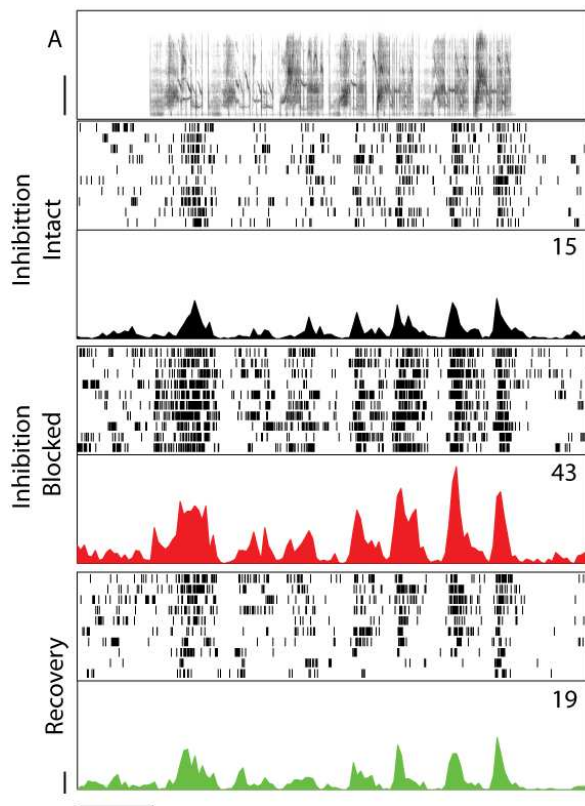 A
Inhibittion
Intact
15
Inhibition
Blocked
43
Recovery
19